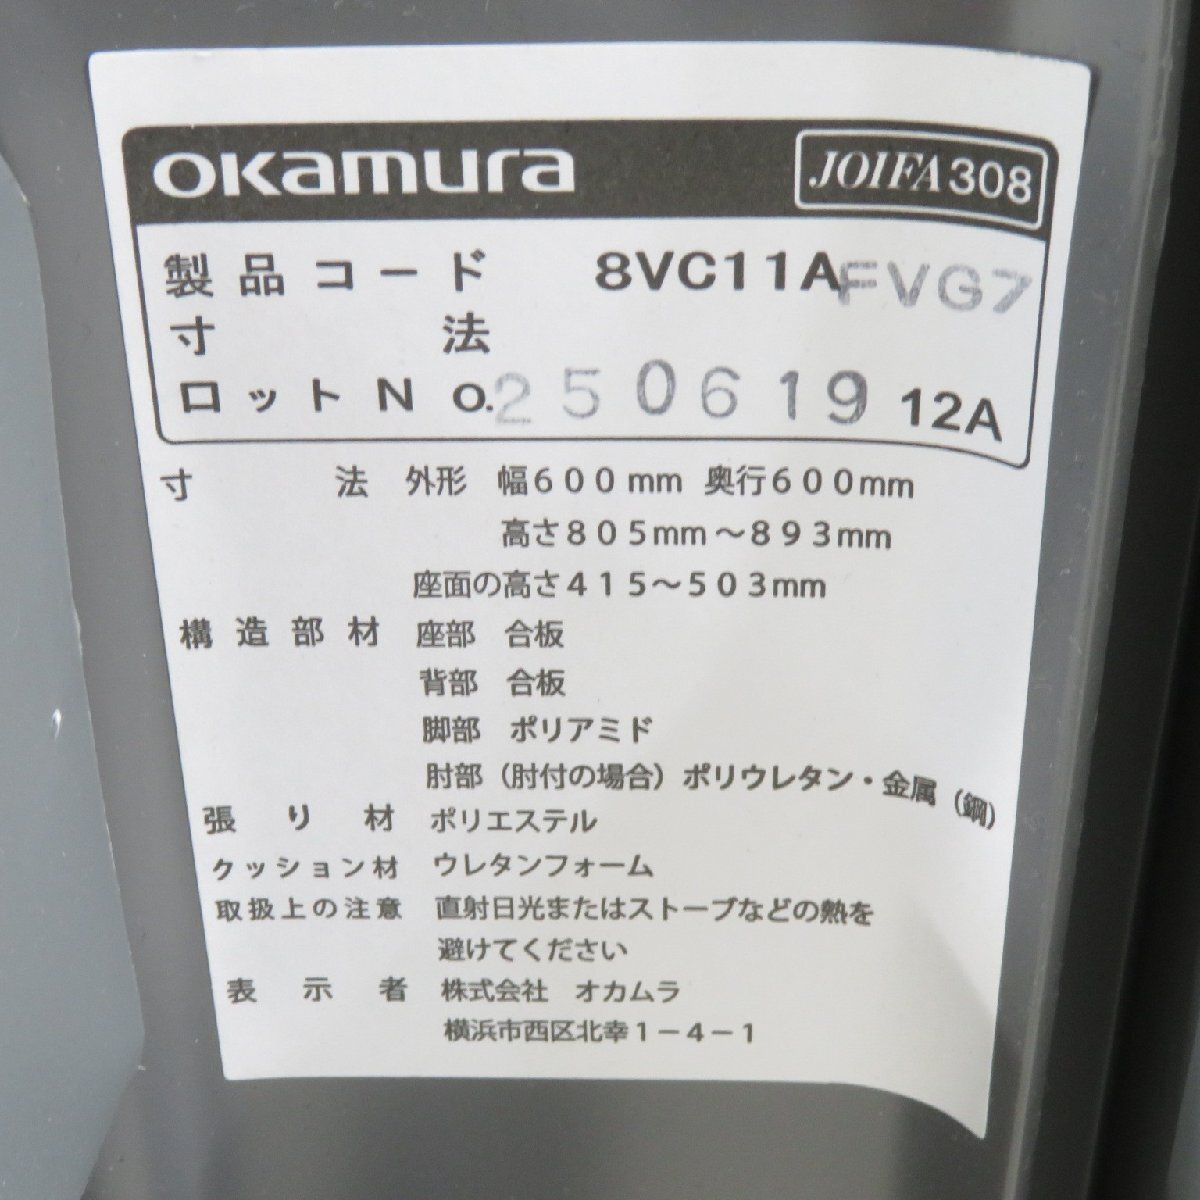 OKamura JOIFA308
製品コード 8VC11AFVG7
寸法
ロットNo.250619 12A
寸法 外形 幅600mm 奥行600mm
高さ805mm～893mm
座面の高さ415～503mm
構造部材 座部 合板
背部 合板
脚部 ポリアミド
肘部(肘付の場合)ポリウレタン・金属(鋼)
張り材 ポリエステル
クッション材 ウレタンフォーム
取扱上の注意 直射日光またはストーブなどの熱を
避けてください
表示者 株式会社 オカムラ
横浜市西区北幸1-4-1